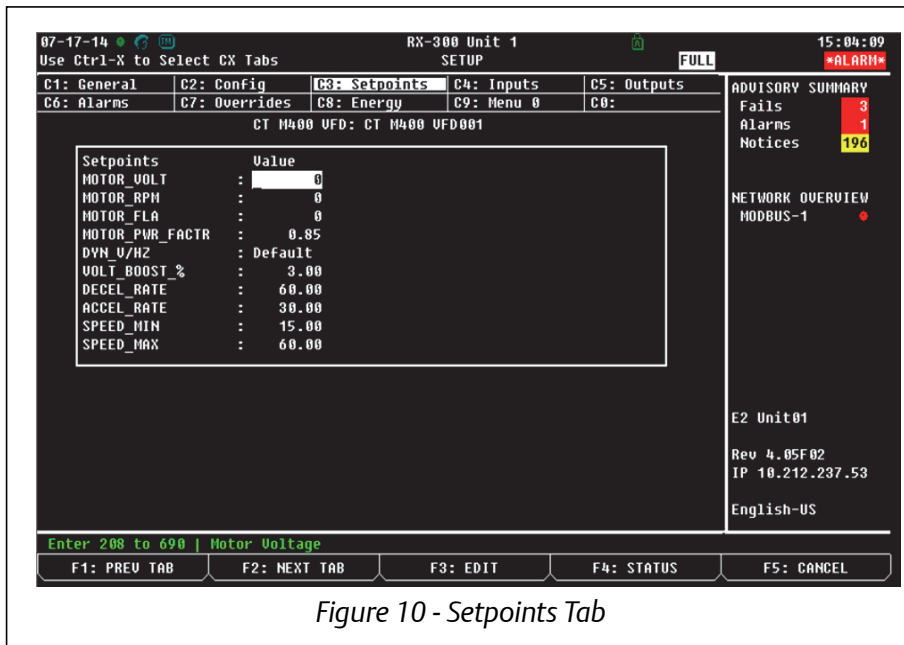 07-17-14 RX-300 Unit 1 15:04:09
Use Ctrl-X to Select CX Tabs SETUP FULL *ALARM*
C1: General C2: Config C3: Setpoints C4: Inputs C5: Outputs
C6: Alarms C7: Overrides C8: Energy C9: Menu 0 C0:
ADVISORY SUMMARY
Fails 3
Alarms 1
Notices 196
NETWORK OVERVIEW
MODBUS-1
CT M400 VFD: CT M400 VFD001
Setpoints Value
MOTOR_VOLT : 0
MOTOR_RPM : 0
MOTOR_FLA : 0
MOTOR_PWR_FACTR : 0.85
DYN_V/HZ : Default
VOLT_BOOST_% : 3.00
DECEL_RATE : 60.00
ACCEL_RATE : 30.00
SPEED_MIN : 15.00
SPEED_MAX : 60.00
E2 Unit01
Rev 4.05F02
IP 10.212.237.53
English-US
Enter 208 to 690 | Motor Voltage
F1: PREV TAB F2: NEXT TAB F3: EDIT F4: STATUS F5: CANCEL
Figure 10 - Setpoints Tab